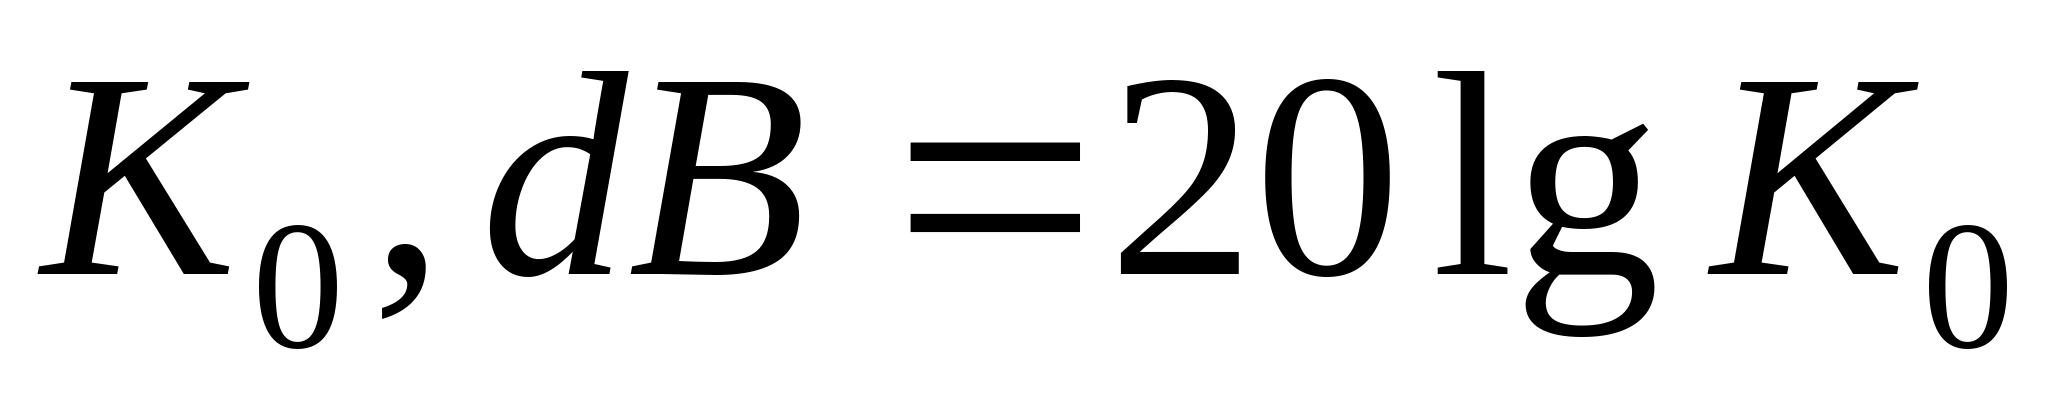 K₀, dB = 20 lg K₀